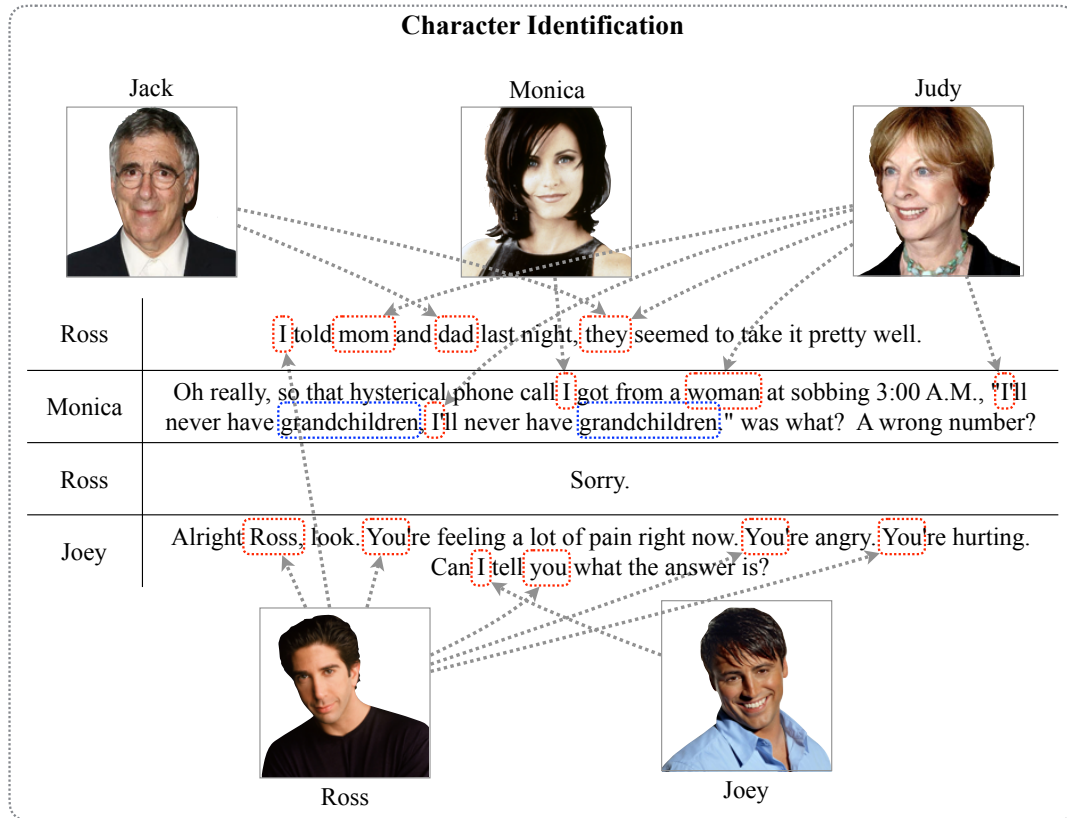 Character Identification
Jack
Monica
Judy
Ross
I told mom and dad last night, they seemed to take it pretty well.
Monica
Oh really, so that hysterical phone call I got from a woman at sobbing 3:00 A.M., "I'll
never have grandchildren, I'll never have grandchildren." was what? A wrong number?
Ross
Sorry.
Joey
Alright Ross, look. You're feeling a lot of pain right now. You're angry. You're hurting.
Can I tell you what the answer is?
Ross
Joey